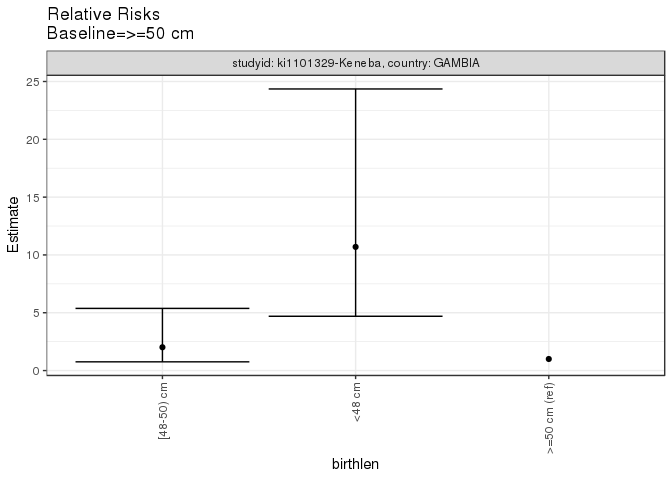 Relative Risks
Baseline=>=50 cm
studyid: ki1101329-Keneba, country: GAMBIA
25
20
15
10
5
0
Estimate
[48-50) cm
<48 cm
>=50 cm (ref)
birthlen